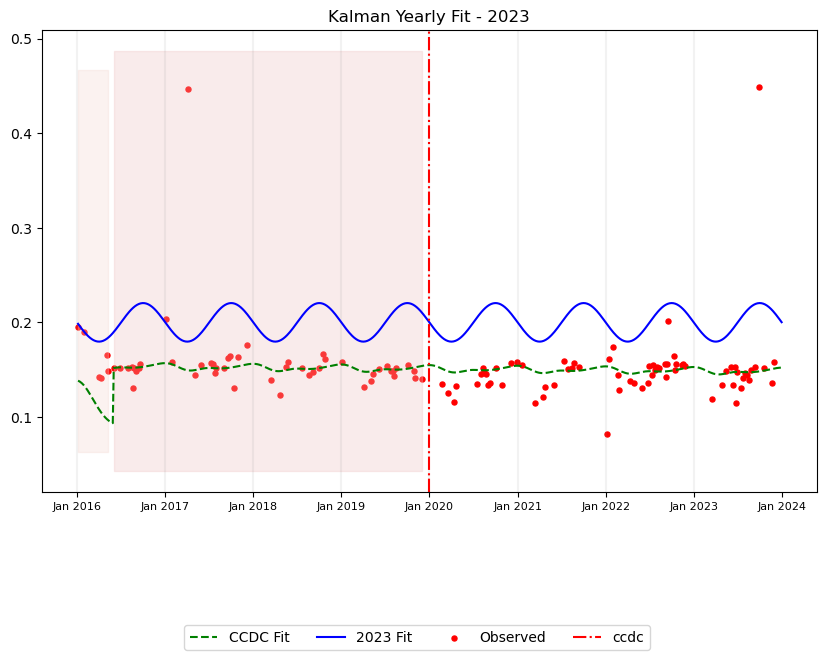 Kalman Yearly Fit - 2023
0.5
0.4
0.3
0.2
0.1
Jan 2016 Jan 2017 Jan 2018 Jan 2019 Jan 2020 Jan 2021 Jan 2022 Jan 2023 Jan 2024
CCDC Fit 2023 Fit Observed ccdc